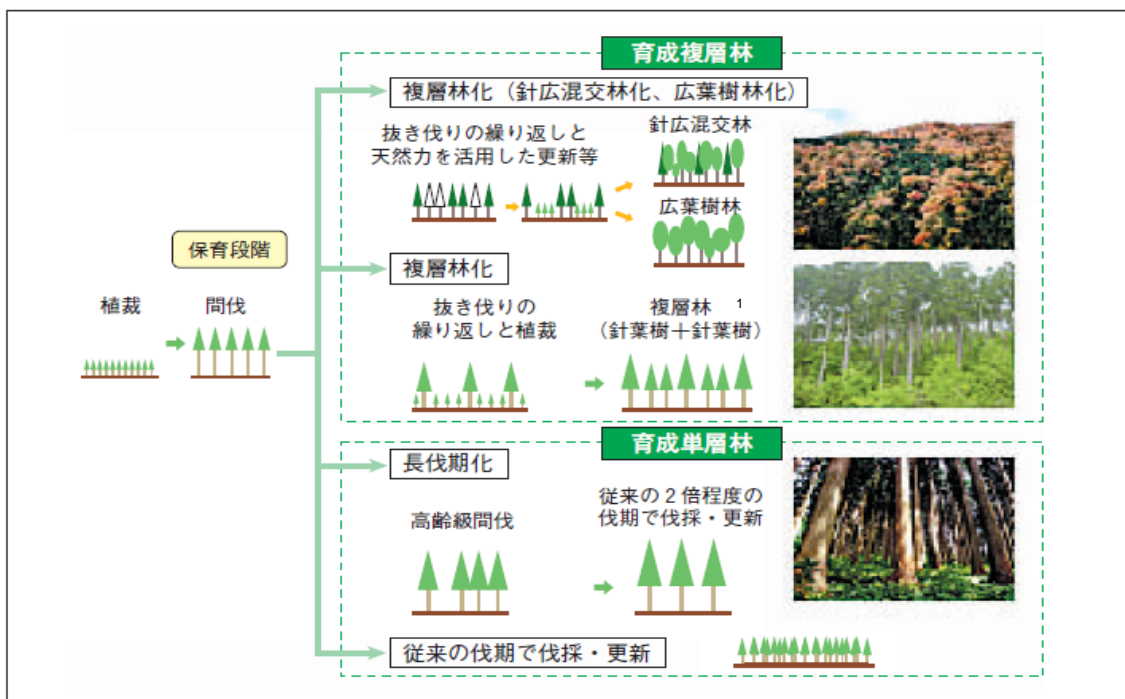 育成複層林
複層林化（針広混交林化、広葉樹林化）
抜き伐りの繰り返しと
天然力を活用した更新等
針広混交林
広葉樹林
保育段階
植裁
間伐
複層林化
抜き伐りの
繰り返しと植裁
複層林 1
（針葉樹＋針葉樹）
育成単層林
長伐期化
高齢級間伐
従来の２倍程度の
伐期で伐採・更新
従来の伐期で伐採・更新